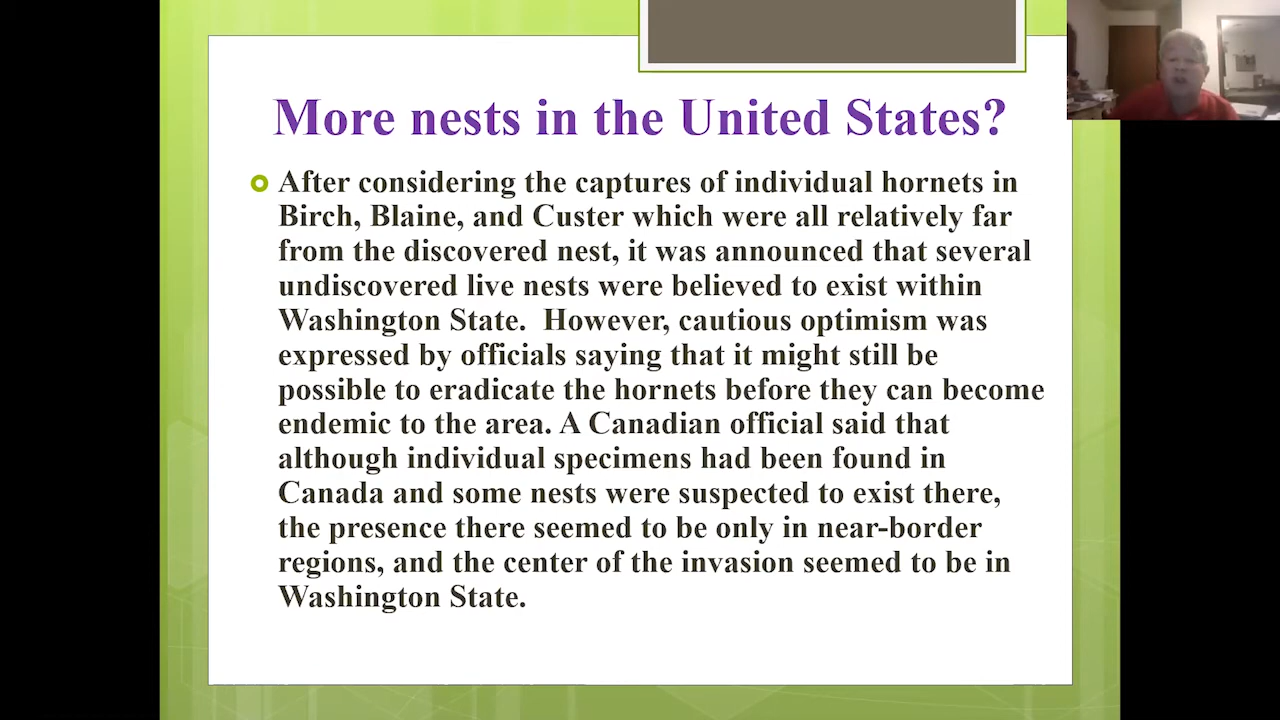 More nests in the United States?
After considering the captures of individual hornets in
Birch, Blaine, and Custer which were all relatively far
from the discovered nest, it was announced that several
undiscovered live nests were believed to exist within
Washington State.  However, cautious optimism was
expressed by officials saying that it might still be
possible to eradicate the hornets before they can become
endemic to the area. A Canadian official said that
although individual specimens had been found in
Canada and some nests were suspected to exist there,
the presence there seemed to be only in near-border
regions, and the center of the invasion seemed to be in
Washington State.